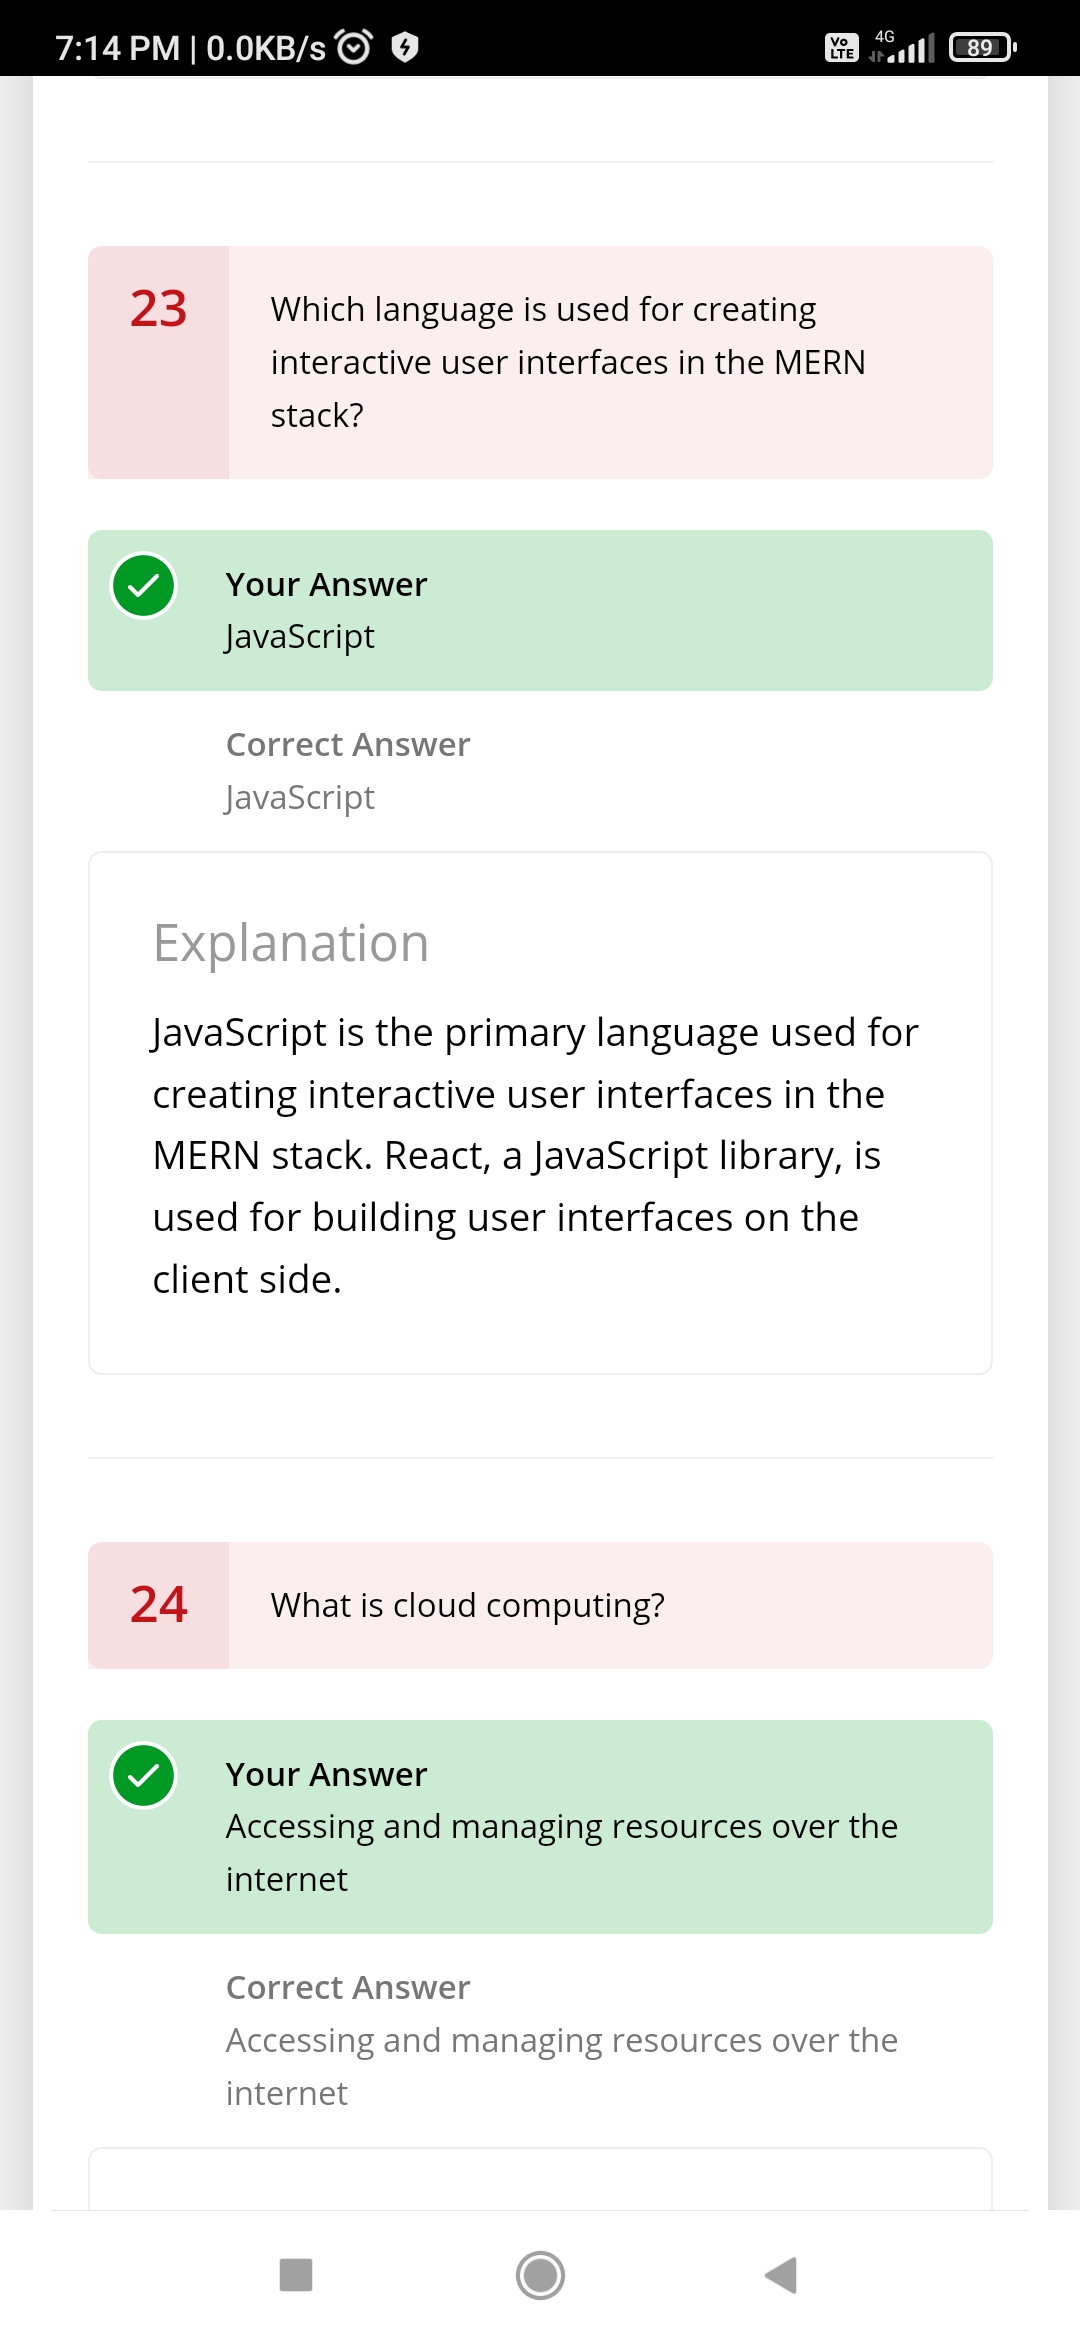 7:14 PM | 0.0KB/s
Vo LTE
4G
89
23
Which language is used for creating
interactive user interfaces in the MERN
stack?
Your Answer
JavaScript
Correct Answer
JavaScript
Explanation
JavaScript is the primary language used for
creating interactive user interfaces in the
MERN stack. React, a JavaScript library, is
used for building user interfaces on the
client side.
24
What is cloud computing?
Your Answer
Accessing and managing resources over the
internet
Correct Answer
Accessing and managing resources over the
internet